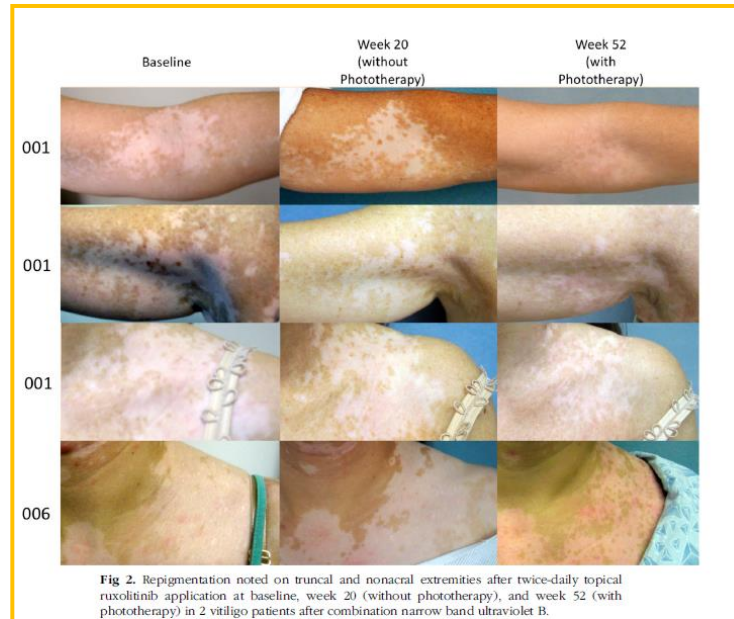 Baseline
Week 20
(without
Phototherapy)
Week 52
(with
Phototherapy)
001
001
001
006
Fig 2. Repigmentation noted on truncal and nonacral extremities after twice-daily topical
ruxolitinib application at baseline, week 20 (without phototherapy), and week 52 (with
phototherapy) in 2 vitiligo patients after combination narrow band ultraviolet B.